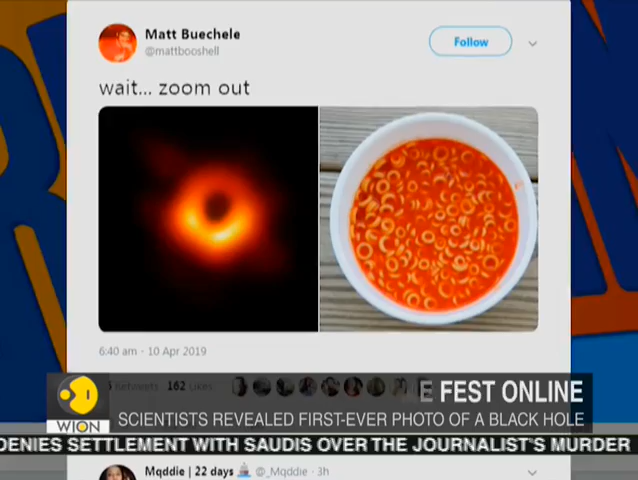 Matt Buechele
@mattbooshell
Follow
wait... zoom out
6:40 am · 10 Apr 2019
Retweets 162 Likes
E FEST ONLINE
WION
SCIENTISTS REVEALED FIRST-EVER PHOTO OF A BLACK HOLE
DENIES SETTLEMENT WITH SAUDIS OVER THE JOURNALIST'S MURDER
Mqddie | 22 days @_Mqddie · 3h